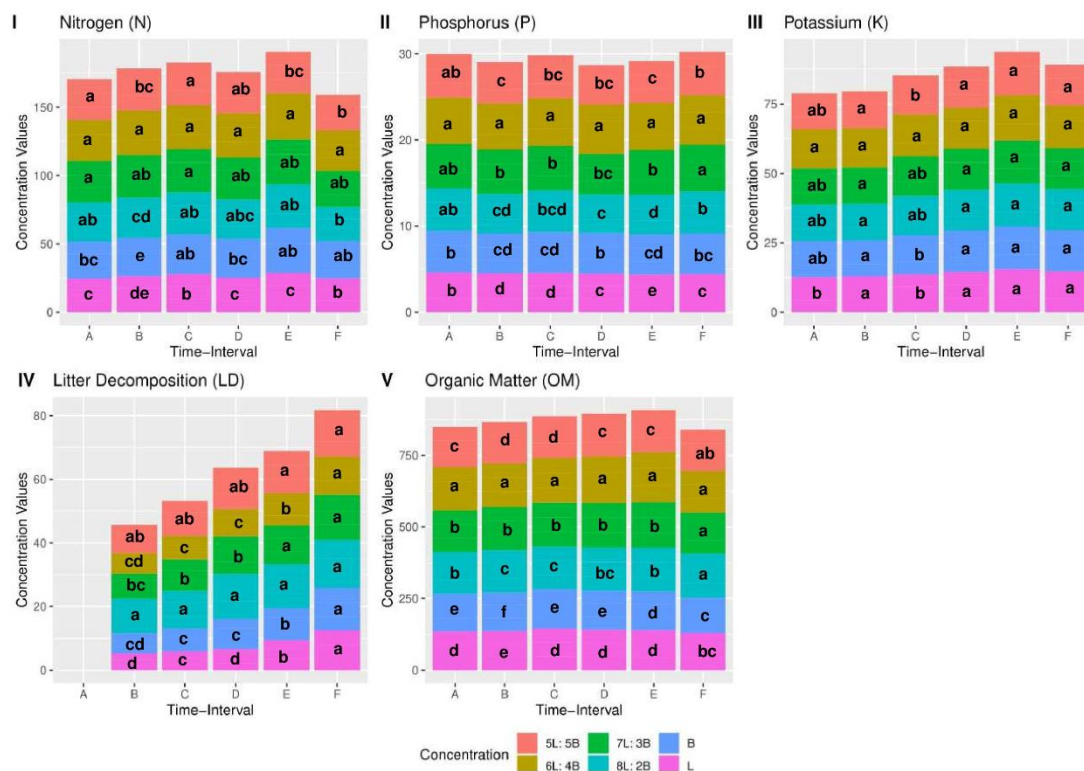 I Nitrogen (N)
Concentration Values
150
100
50
0
a bc a ab bc b
a a a a a a
a ab a ab ab ab
ab cd ab abc ab b
bc e ab bc ab ab
c de b c c b
A B C D E F
Time-Interval
II Phosphorus (P)
Concentration Values
30
20
10
0
ab c bc bc c b
a a a a a a
ab b b bc b a
ab cd bcd c d b
b cd cd b cd bc
b d d c e c
A B C D E F
Time-Interval
III Potassium (K)
Concentration Values
75
50
25
0
ab a b a a a
a a a a a a
ab a ab a a a
ab a ab a a a
ab a b a a a
b a b a a a
A B C D E F
Time-Interval
IV Litter Decomposition (LD)
Concentration Values
80
60
40
20
0
ab ab ab a a
cd c c b a
bc b b a a
a a a a a
cd c c b a
d c d b a
A B C D E F
Time-Interval
V Organic Matter (OM)
Concentration Values
750
500
250
0
c d d c c ab
a a a a a a
b b b b b a
b c c bc b a
e f e e d c
d e d d d bc
A B C D E F
Time-Interval
Concentration
5L: 5B 7L: 3B B
6L: 4B 8L: 2B L